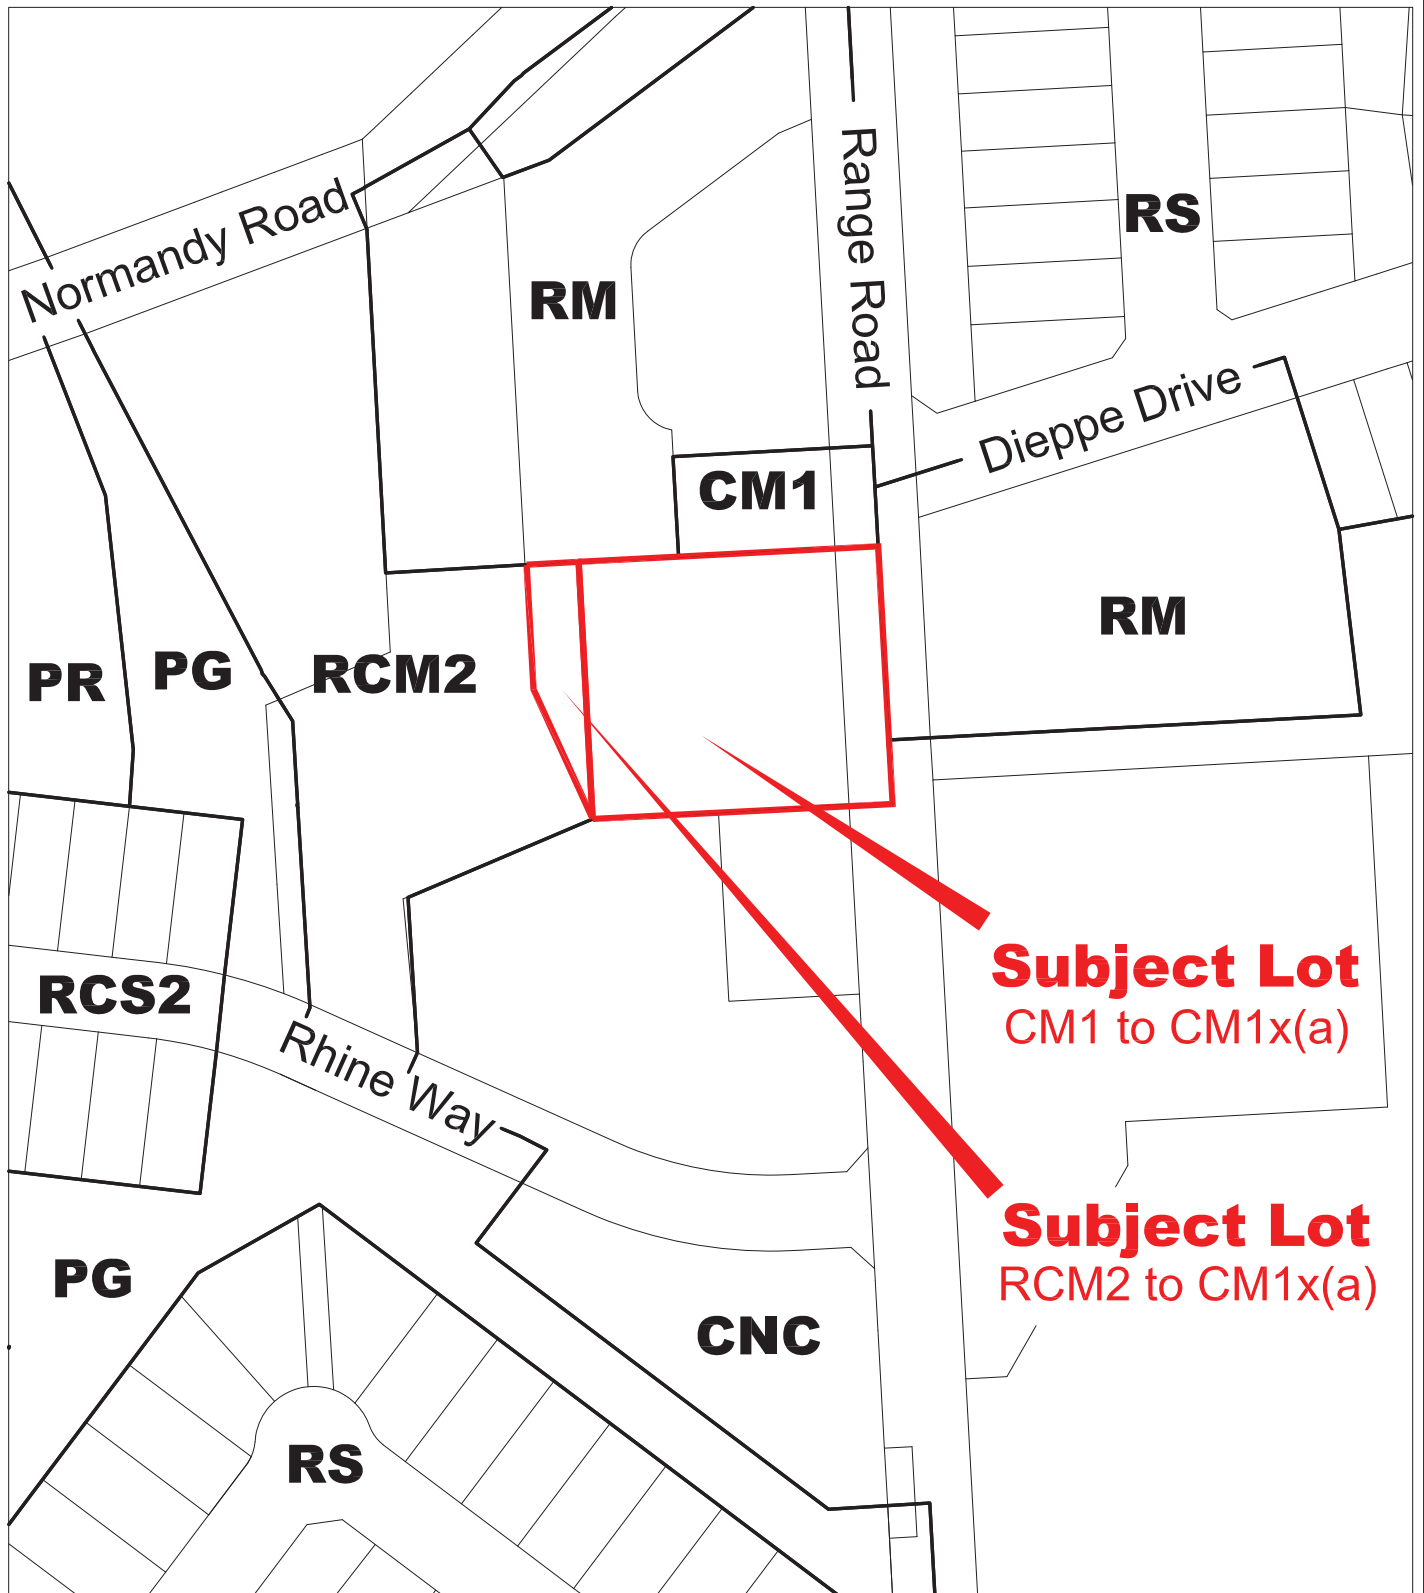 Normandy Road
Range Road
RS
RM
Dieppe Drive
CM1
RM
PR
PG
RCM2
RCS2
Rhine Way
Subject Lot
CM1 to CM1x(a)
Subject Lot
RCM2 to CM1x(a)
PG
CNC
RS